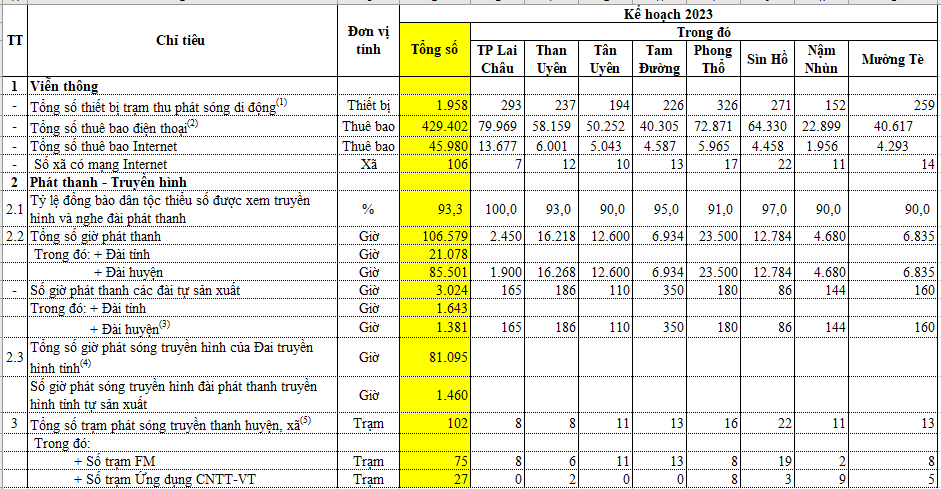 TT Chỉ tiêu Đơn vị tính Kế hoạch 2023
Tổng số Trong đó
TP Lai Châu Than Uyên Tân Uyên Tam Đường Phong Thổ Sìn Hồ Nậm Nhùn Mường Tè
1 Viễn thông
- Tổng số thiết bị trạm thu phát sóng di động(1) Thiết bị 1.958 293 237 194 226 326 271 152 259
- Tổng số thuê bao điện thoại(2) Thuê bao 429.402 79.969 58.159 50.252 40.305 72.871 64.330 22.899 40.617
- Tổng số thuê bao Internet Thuê bao 45.980 13.677 6.001 5.043 4.587 5.965 4.458 1.956 4.293
- Số xã có mạng Internet Xã 106 7 12 10 13 17 22 11 14
2 Phát thanh - Truyền hình
2.1 Tỷ lệ đồng bào dân tộc thiểu số được xem truyền
hình và nghe đài phát thanh % 93,3 100,0 93,0 90,0 95,0 91,0 97,0 90,0 90,0
2.2 Tổng số giờ phát thanh Giờ 106.579 2.450 16.218 12.600 6.934 23.500 12.784 4.680 6.835
Trong đó: + Đài tỉnh Giờ 21.078
+ Đài huyện Giờ 85.501 1.900 16.268 12.600 6.934 23.500 12.784 4.680 6.835
- Số giờ phát thanh các đài tự sản xuất Giờ 3.024 165 186 110 350 180 86 144 160
Trong đó: + Đài tỉnh Giờ 1.643
+ Đài huyện(3) Giờ 1.381 165 186 110 350 180 86 144 160
2.3 Tổng số giờ phát sóng truyền hình của Đai truyền
hình tỉnh(4) Giờ 81.095
Số giờ phát sóng truyền hình đài phát thanh truyền
hình tỉnh tự sản xuất Giờ 1.460
3 Tổng số trạm phát sóng truyền thanh huyện, xã(5) Trạm 102 8 8 11 13 16 22 11 13
Trong đó:
+ Số trạm FM Trạm 75 8 6 11 13 8 19 2 8
+ Số trạm Ứng dụng CNTT-VT Trạm 27 0 2 0 0 8 3 9 5